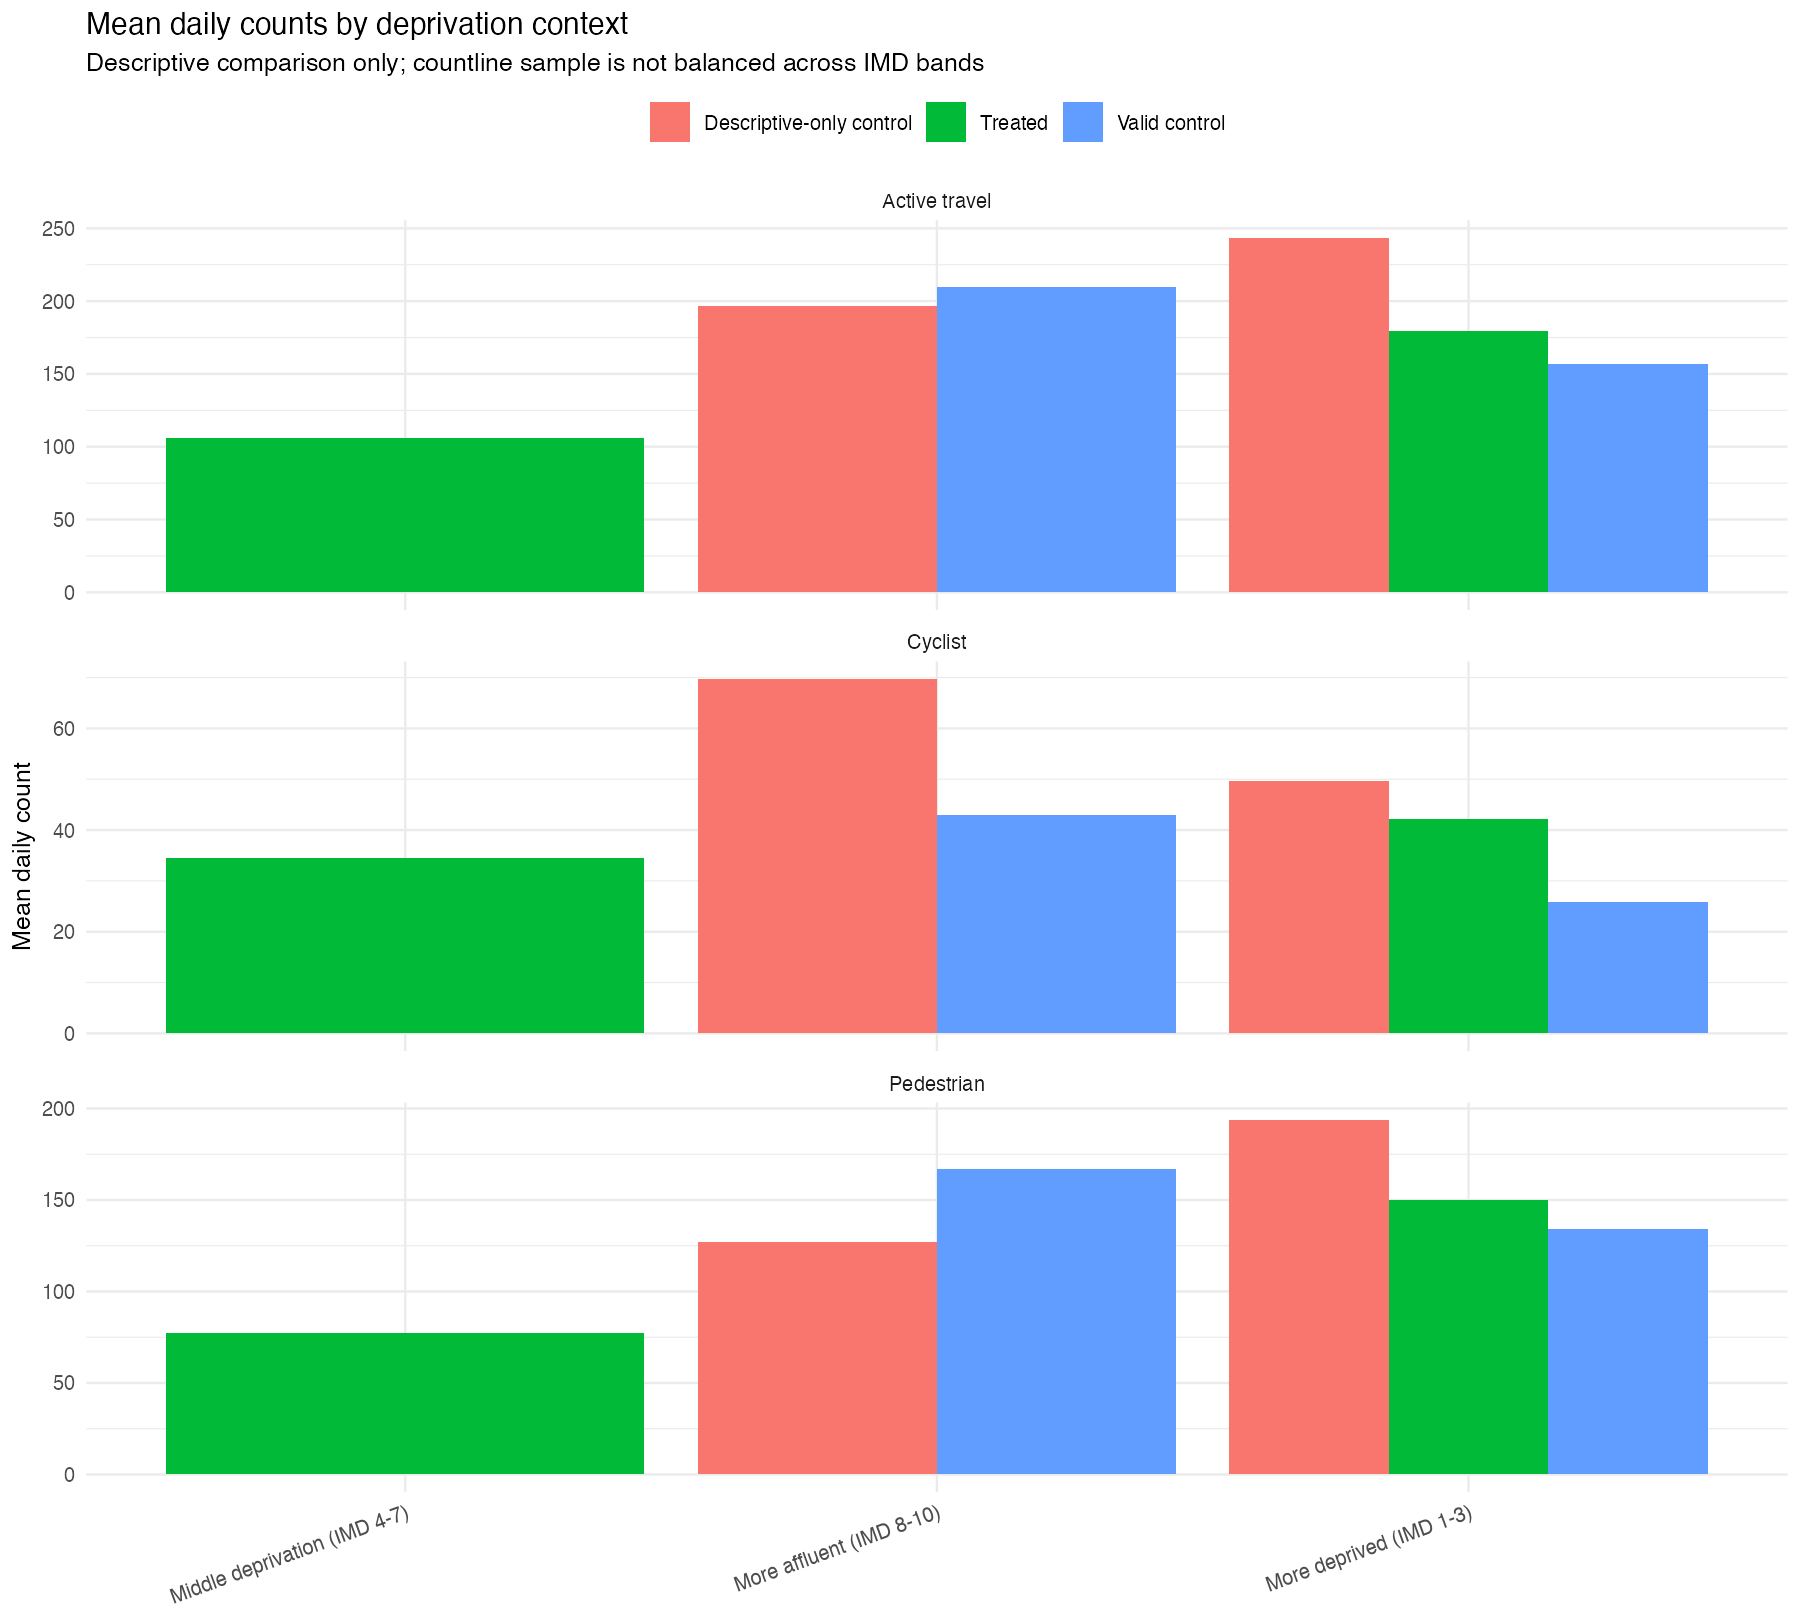 Mean daily counts by deprivation context
Descriptive comparison only; countline sample is not balanced across IMD bands
Descriptive-only control
Treated
Valid control
Active travel
250
200
150
100
50
0
Cyclist
60
40
20
0
Mean daily count
Pedestrian
200
150
100
50
0
Middle deprivation (IMD 4-7)
More affluent (IMD 8-10)
More deprived (IMD 1-3)